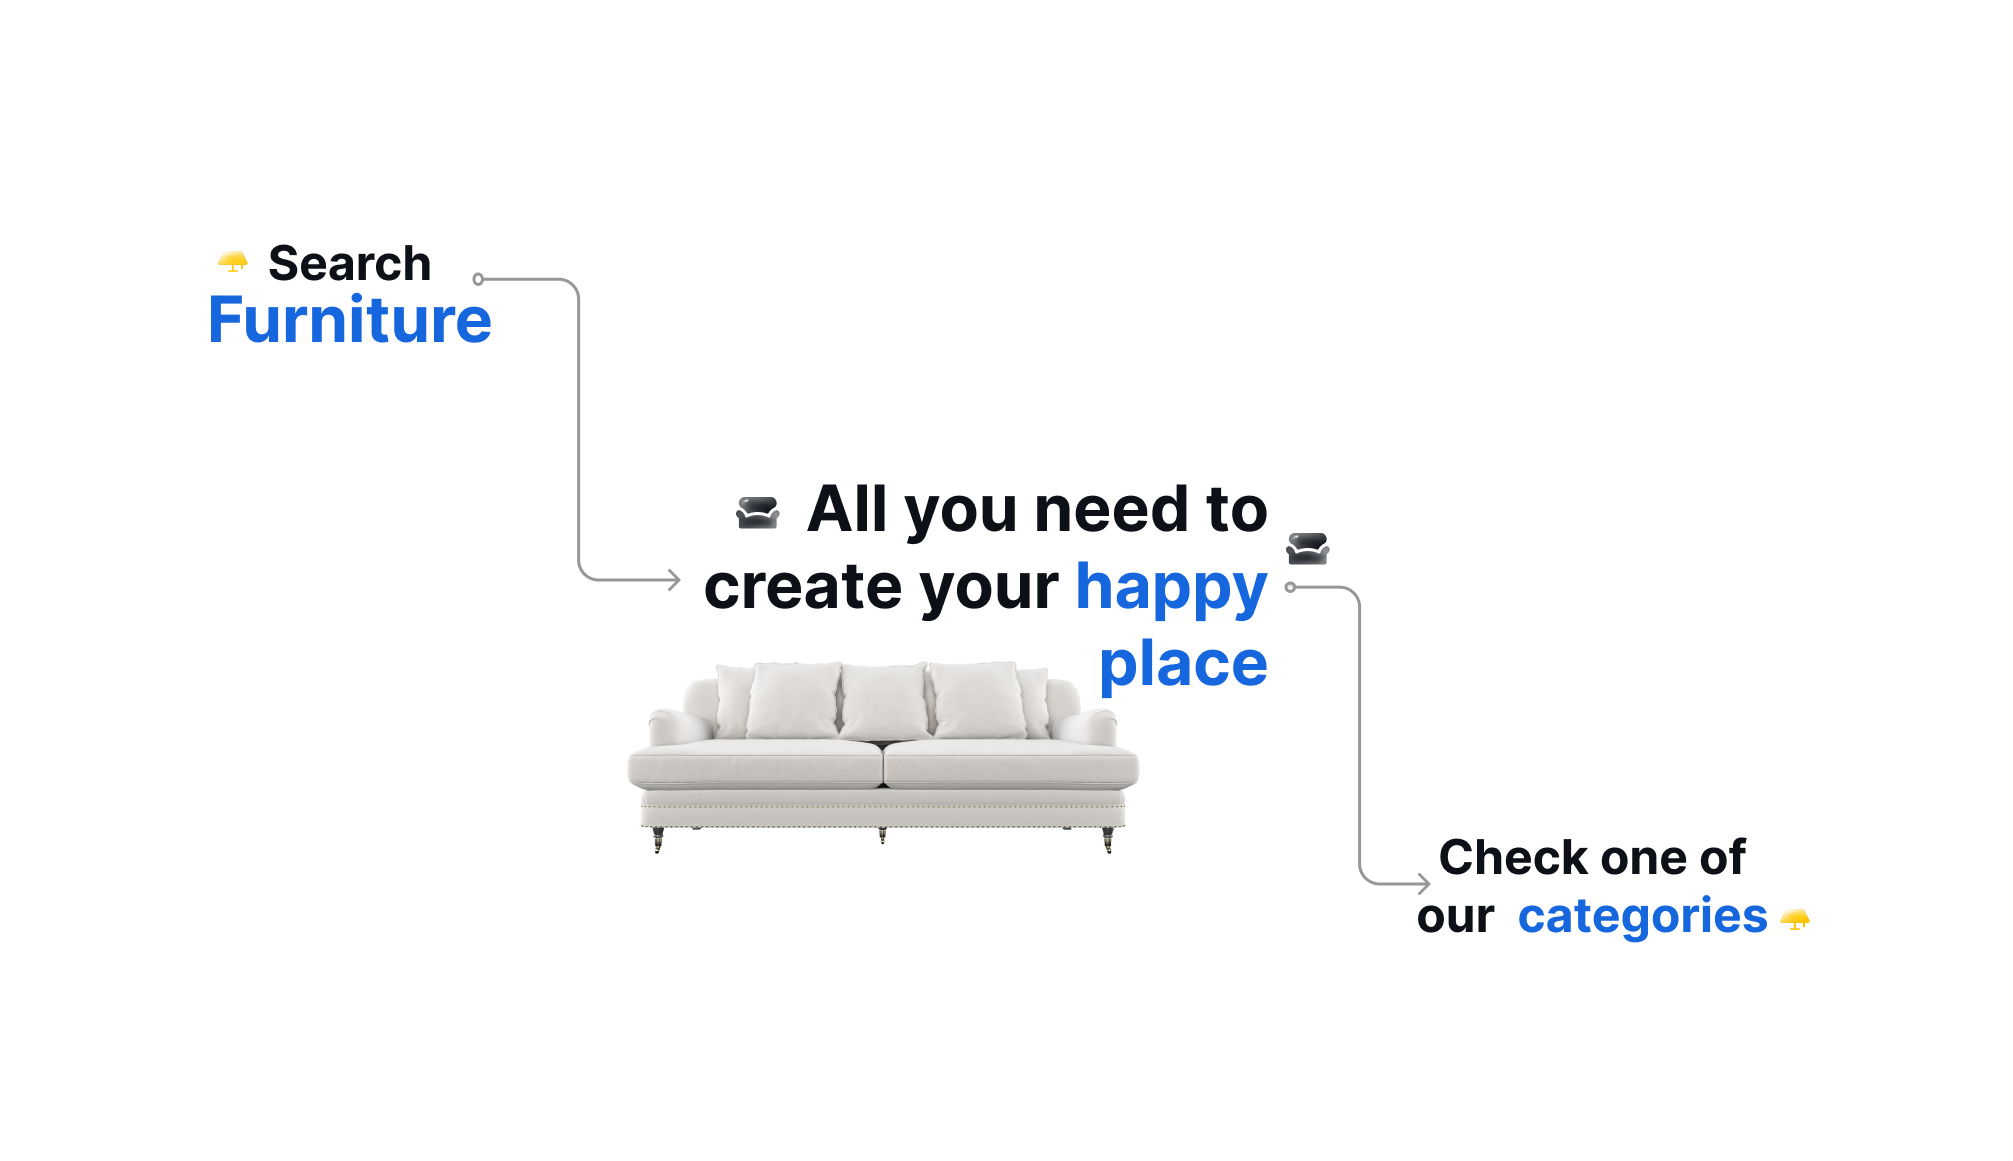 Search
Furniture
All you need to
create your happy
place
Check one of
our categories